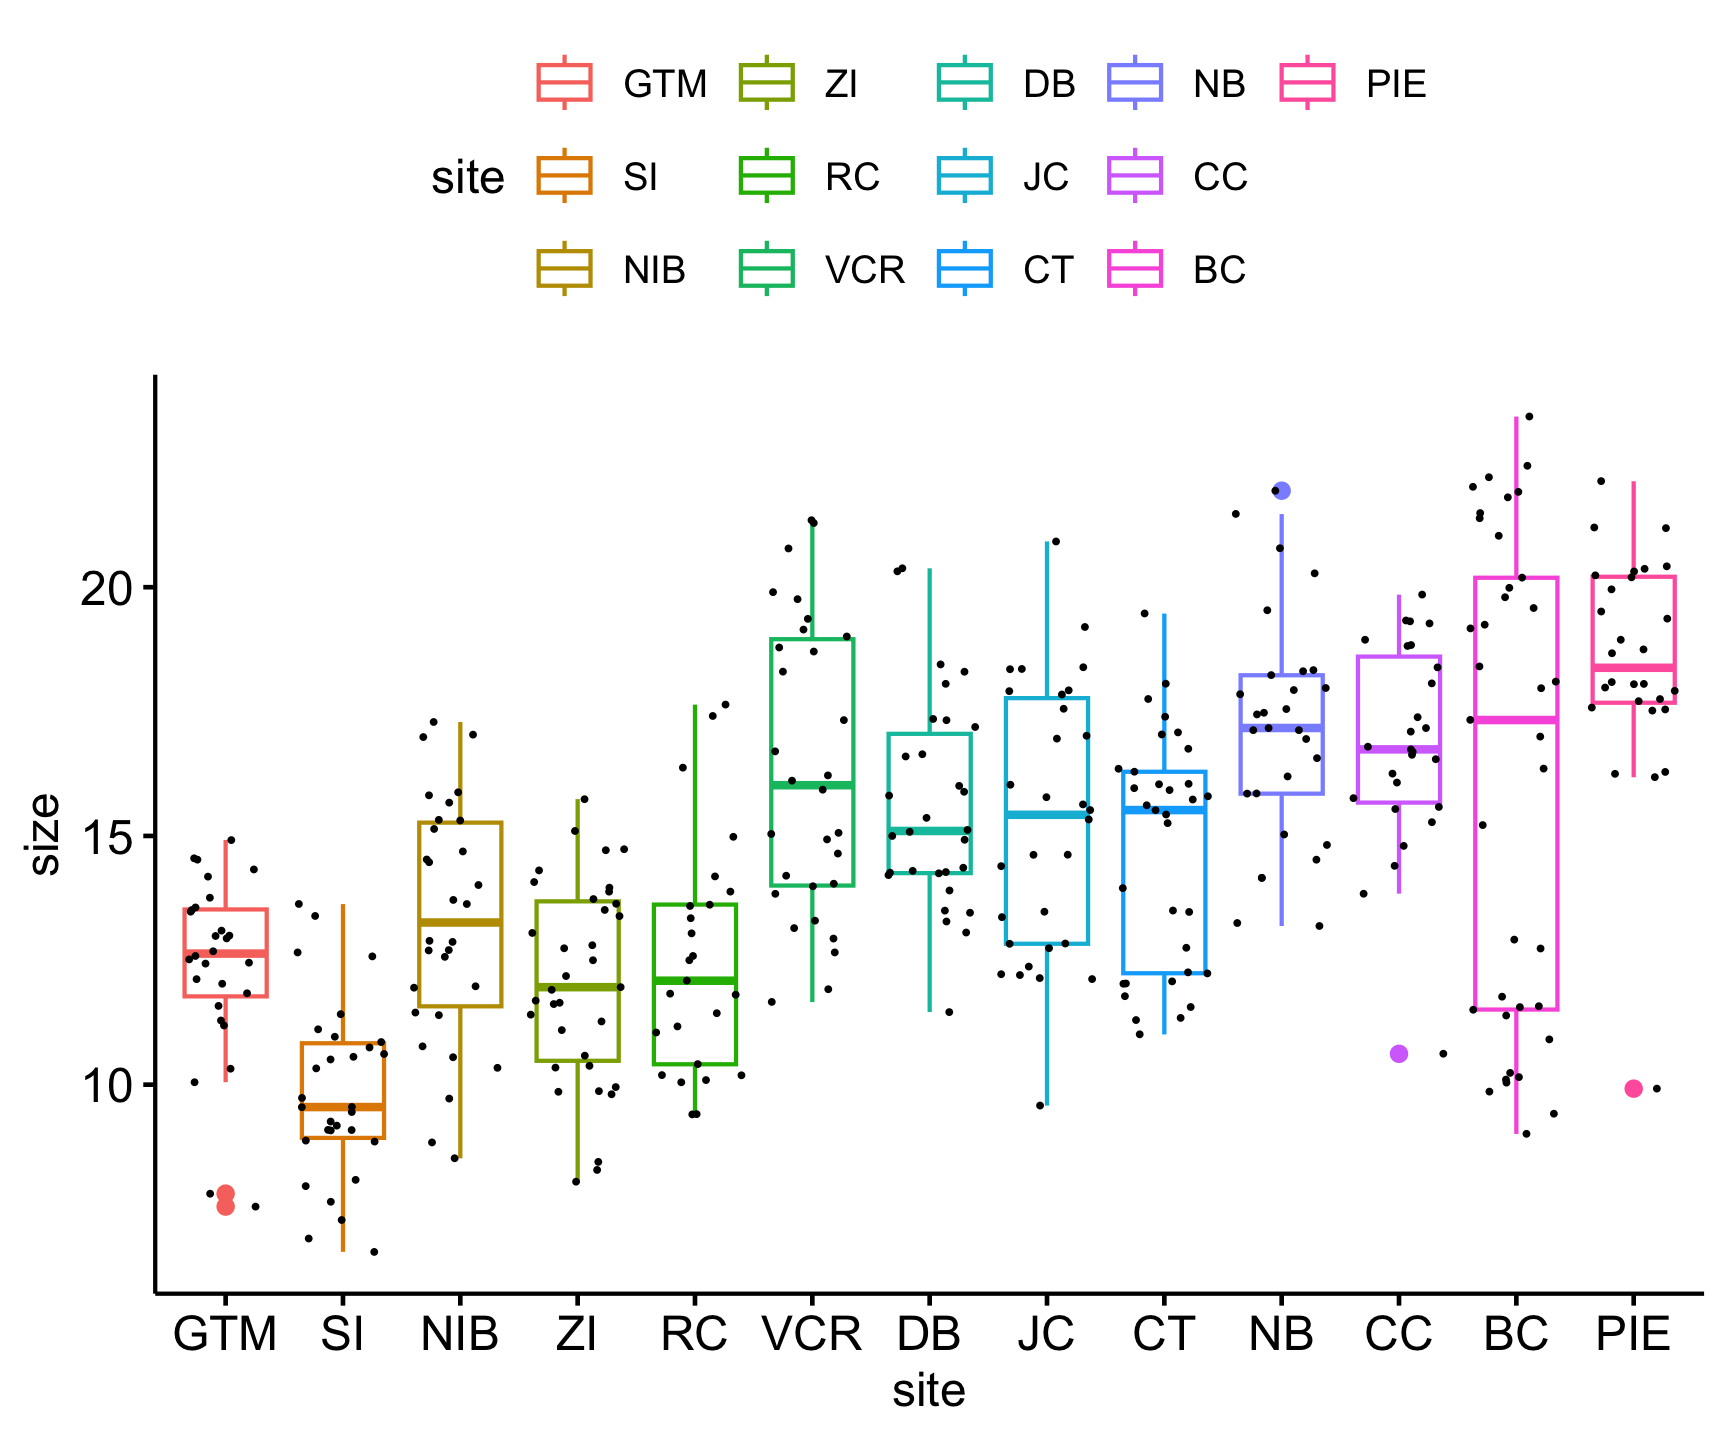 GTM ZI DB NB PIE
site SI RC JC CC
NIB VCR CT BC
size
20
15
10
GTM SI NIB ZI RC VCR DB JC CT NB CC BC PIE
site